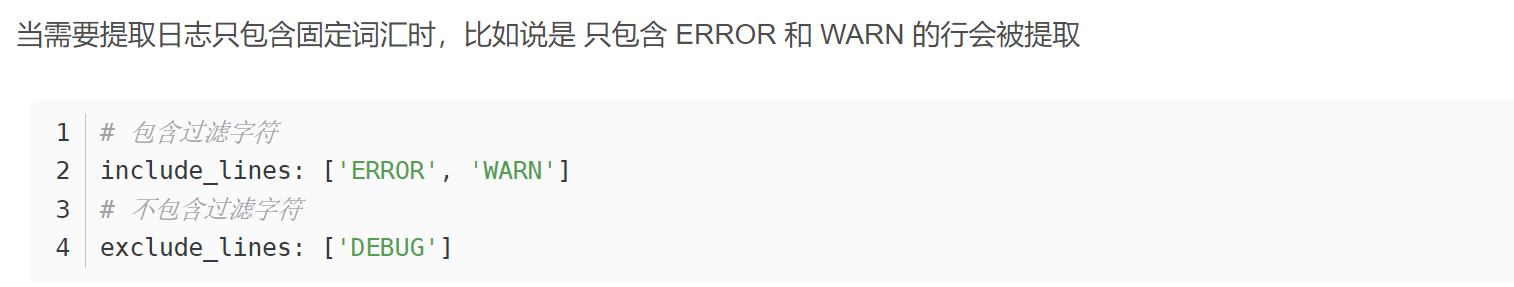 当需要提取日志只包含固定词汇时，比如说是 只包含 ERROR 和 WARN 的行会被提取
1 # 包含过滤字符
2 include_lines: ['ERROR', 'WARN']
3 # 不包含过滤字符
4 exclude_lines: ['DEBUG']